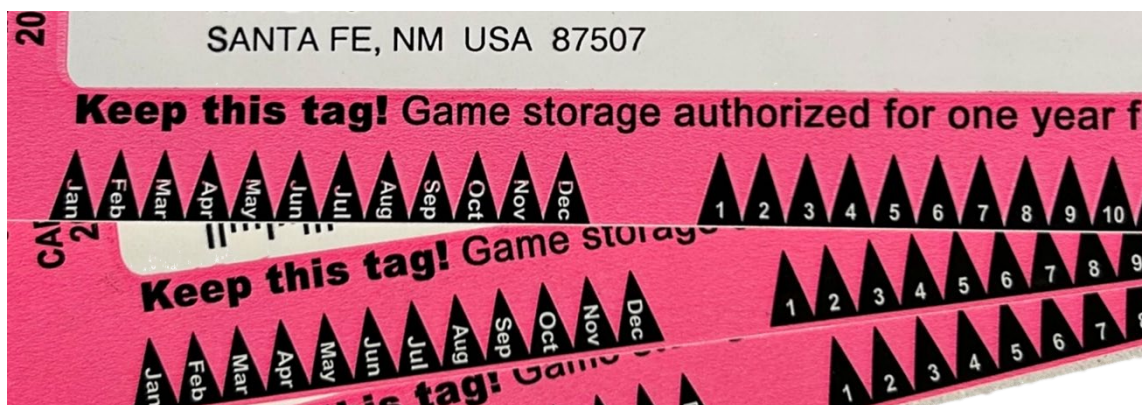 20
SANTA FE, NM USA 87507
Keep this tag! Game storage authorized for one year f
Jan Feb Mar Apr May Jun Jul Aug Sep Oct Nov Dec 1 2 3 4 5 6 7 8 9 10
Keep this tag! Game storage
Jan Feb Mar Apr May Jun Jul Aug Sep Oct Nov Dec 1 2 3 4 5 6 7 8 9
tag! Game
1 2 3 4 5 6 7